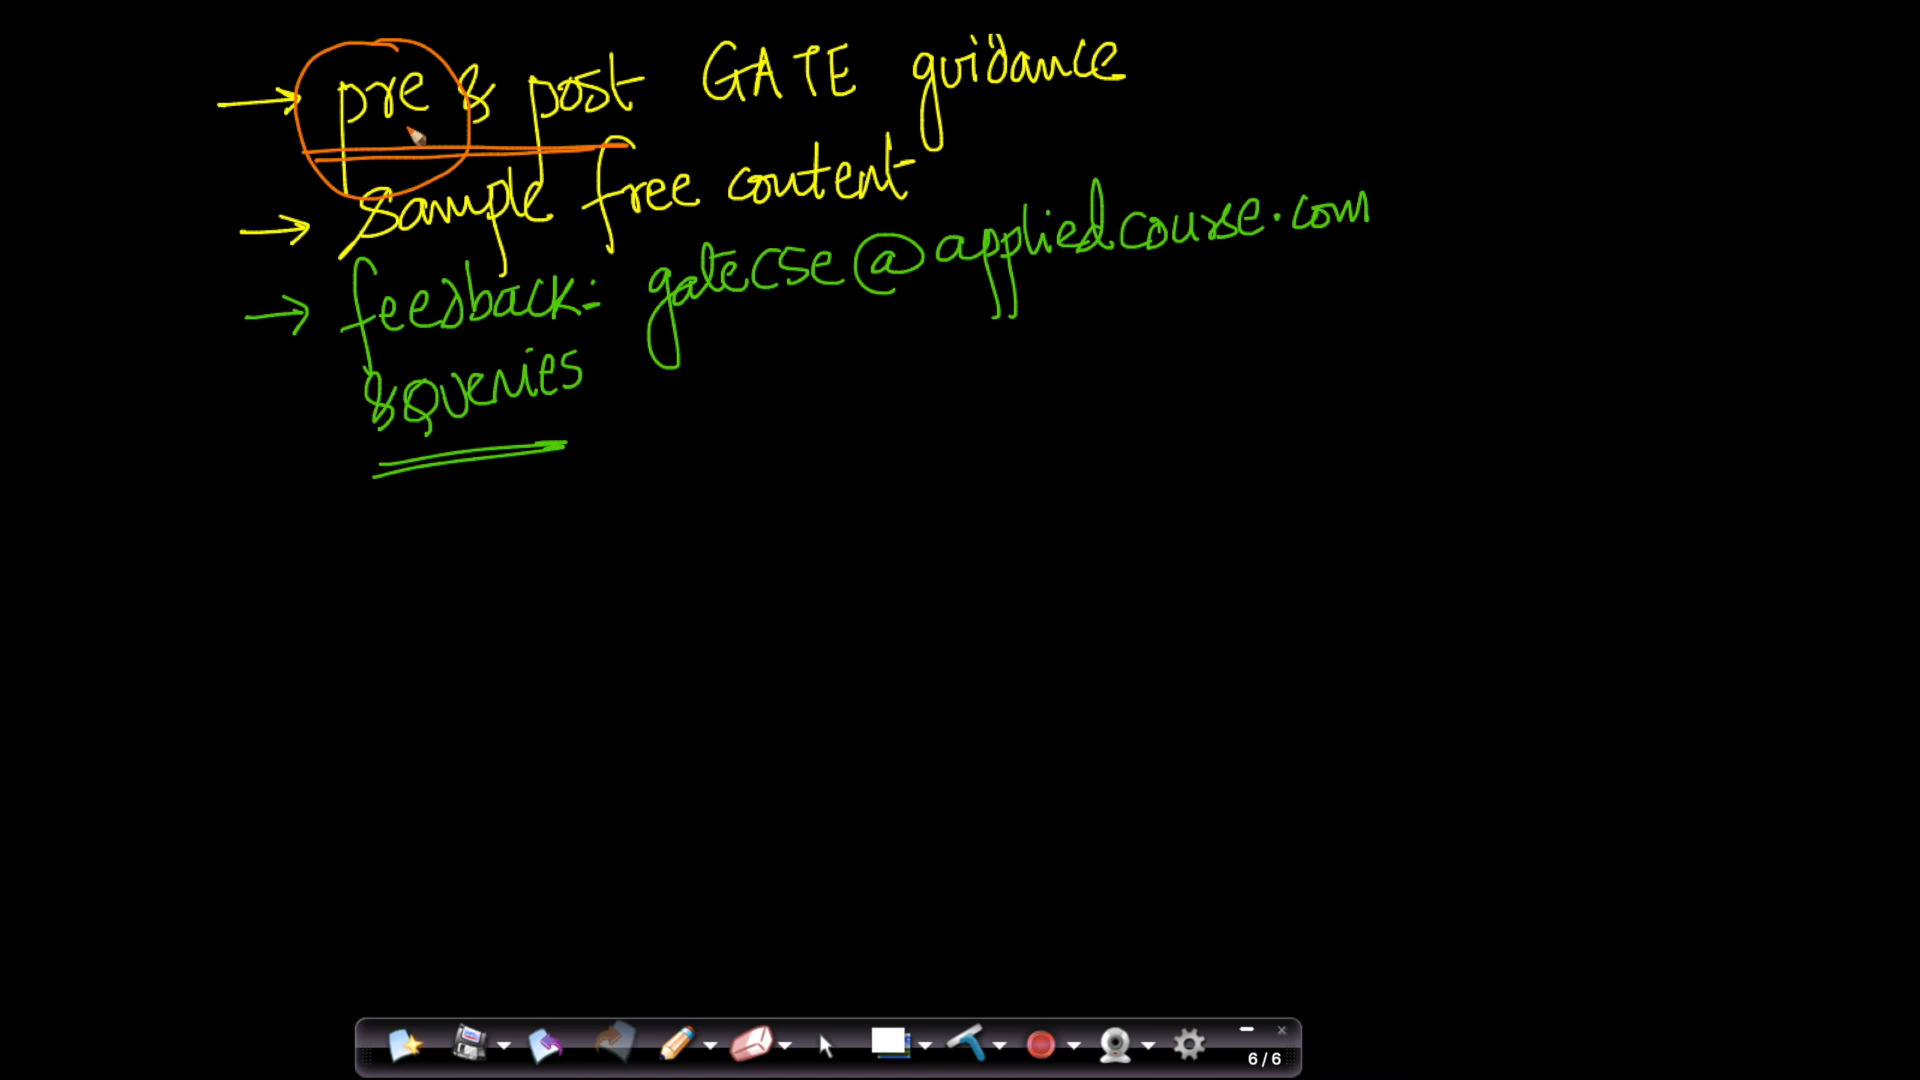 → pre & post GATE guidance
→ sample free content
→ feedback: gatecse@appliedcourse.com
& Queries
6/6